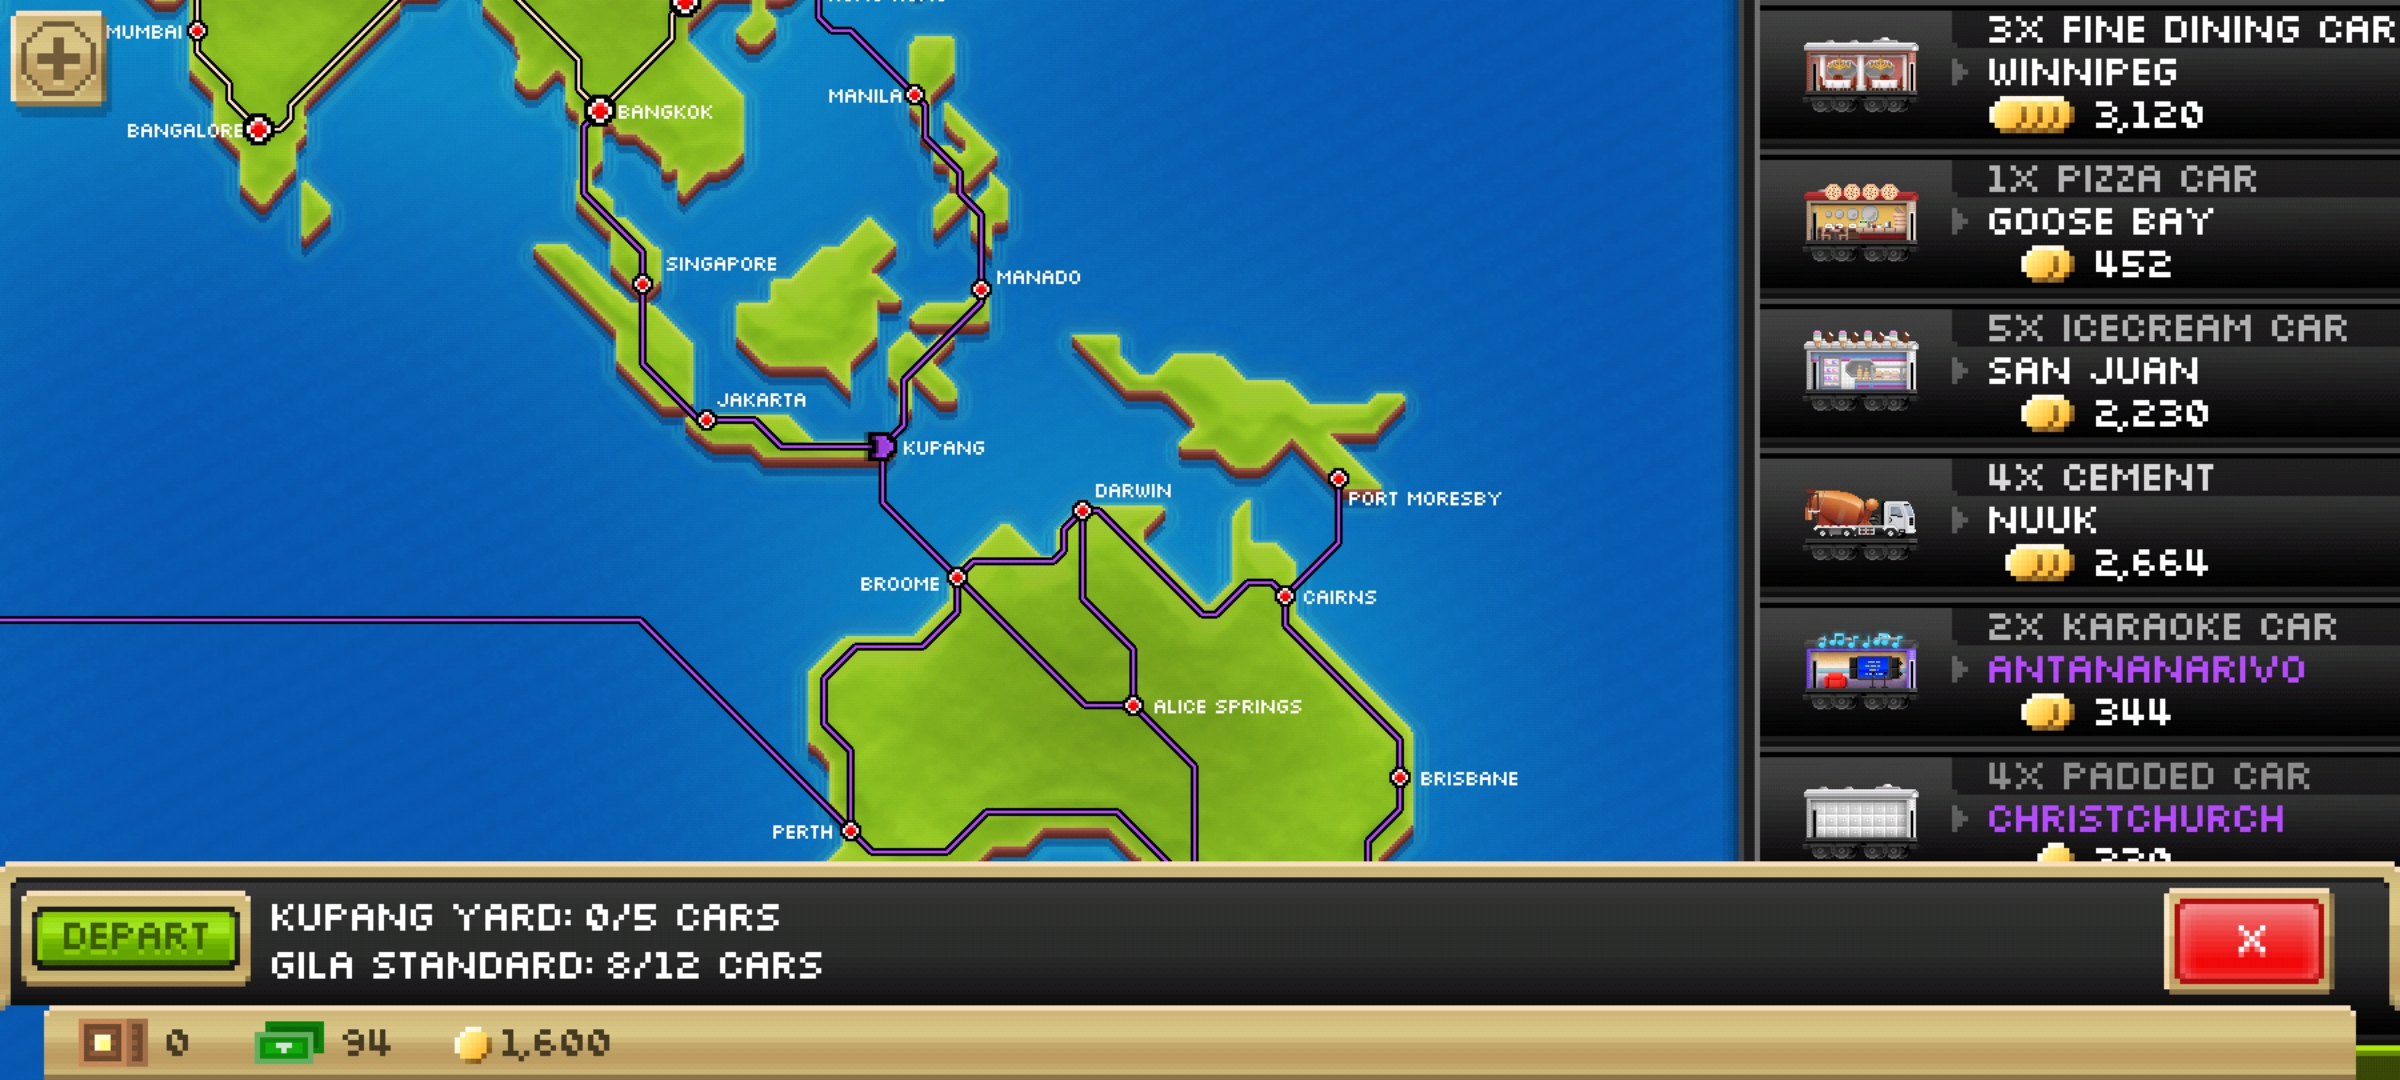 MUMBAI
BANGALORE
BANGKOK
MANILA
SINGAPORE
MANADO
JAKARTA
KUPANG
DARWIN
PORT MORESBY
BROOME
CAIRNS
ALICE SPRINGS
BRISBANE
PERTH
3X FINE DINING CAR
WINNIPEG
3,120
1X PIZZA CAR
GOOSE BAY
452
5X ICECREAM CAR
SAN JUAN
2,230
4X CEMENT
NUUK
2,664
2X KARAOKE CAR
ANTANANARIVO
344
4X PADDED CAR
CHRISTCHURCH
DEPART
KUPANG YARD: 0/5 CARS
GILA STANDARD: 8/12 CARS
X
0
94
1,600